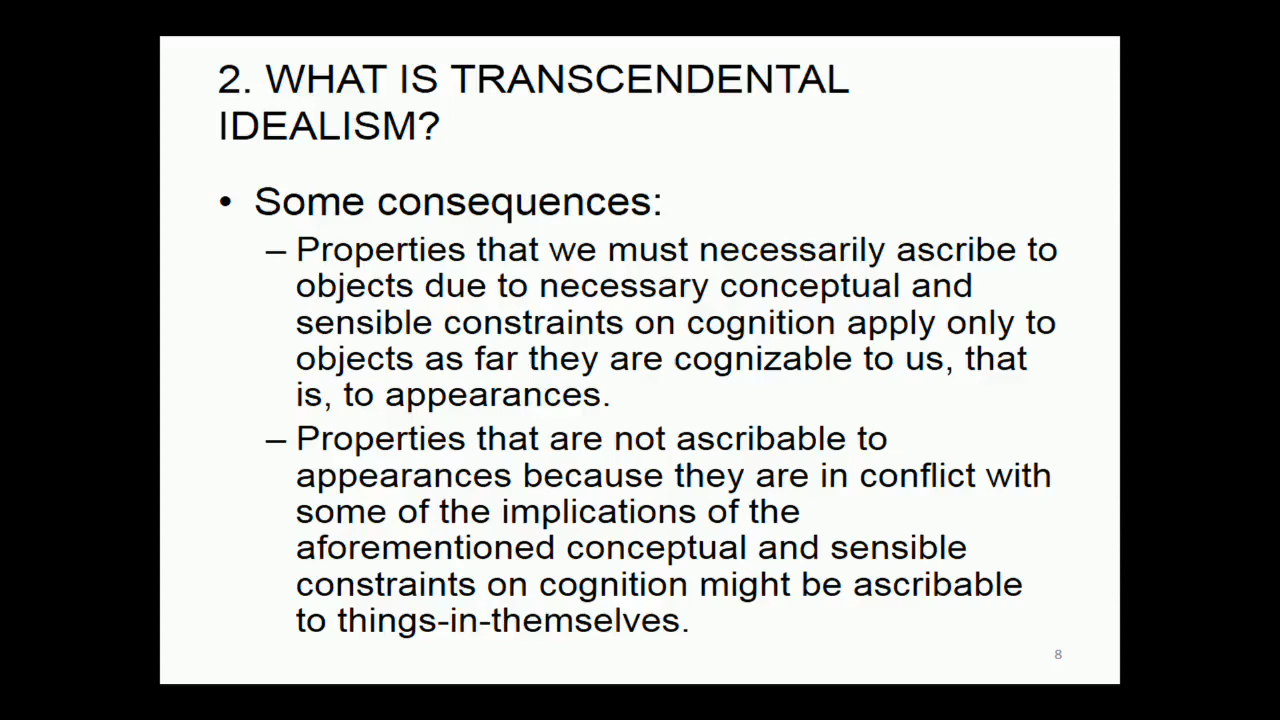 2. WHAT IS TRANSCENDENTAL
IDEALISM?
• Some consequences:
– Properties that we must necessarily ascribe to
objects due to necessary conceptual and
sensible constraints on cognition apply only to
objects as far they are cognizable to us, that
is, to appearances.
– Properties that are not ascribable to
appearances because they are in conflict with
some of the implications of the
aforementioned conceptual and sensible
constraints on cognition might be ascribable
to things-in-themselves.
8